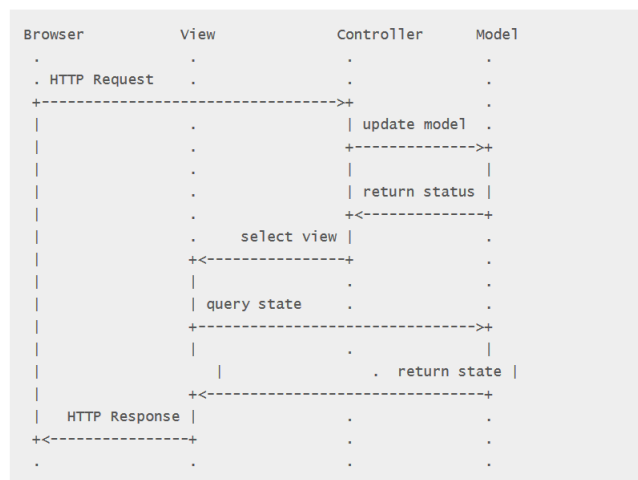 Browser            View               Controller       Model
 .                  .                  .                .
 . HTTP Request     .                  .                .
 +------------------------------------>+                .
 |                  .                  | update model   .
 |                  .                  +--------------->+
 |                  .                  |                |
 |                  .                  | return status  |
 |                  .                  +<---------------+
 |                  .      select view |                .
 |                  +<-----------------+                .
 |                  |                  .                .
 |                  | query state      .                .
 |                  +---------------------------------->+
 |                  |                  .                |
 |                     |                  .  return state |
 |                  +<----------------------------------+
 |    HTTP Response |                  .                .
 +<-----------------+                  .                .
 .                  .                  .                .